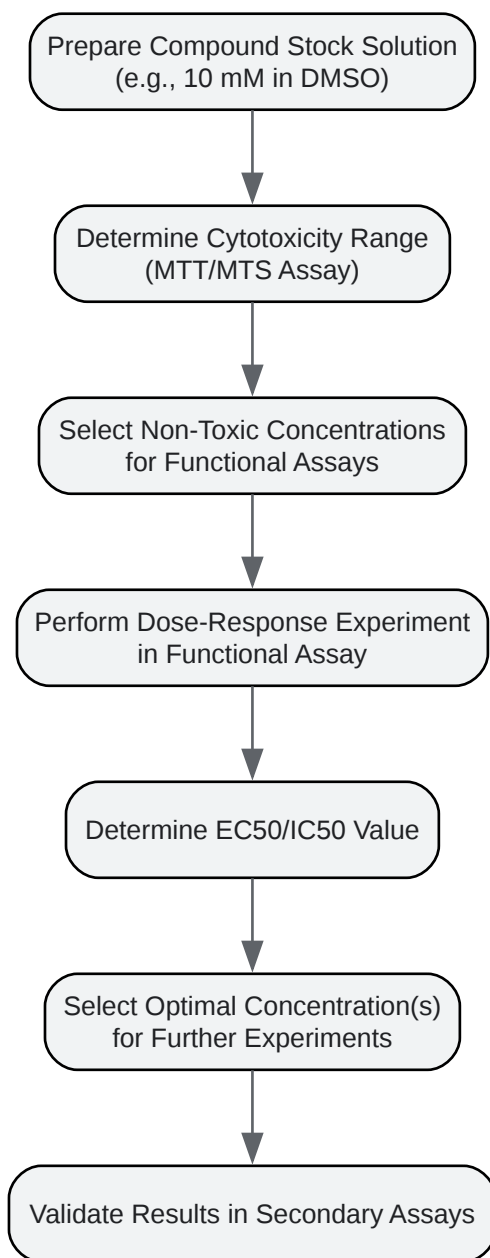 Prepare Compound Stock Solution
(e.g., 10 mM in DMSO)
Determine Cytotoxicity Range
(MTT/MTS Assay)
Select Non-Toxic Concentrations
for Functional Assays
Perform Dose-Response Experiment
in Functional Assay
Determine EC50/IC50 Value
Select Optimal Concentration(s)
for Further Experiments
Validate Results in Secondary Assays